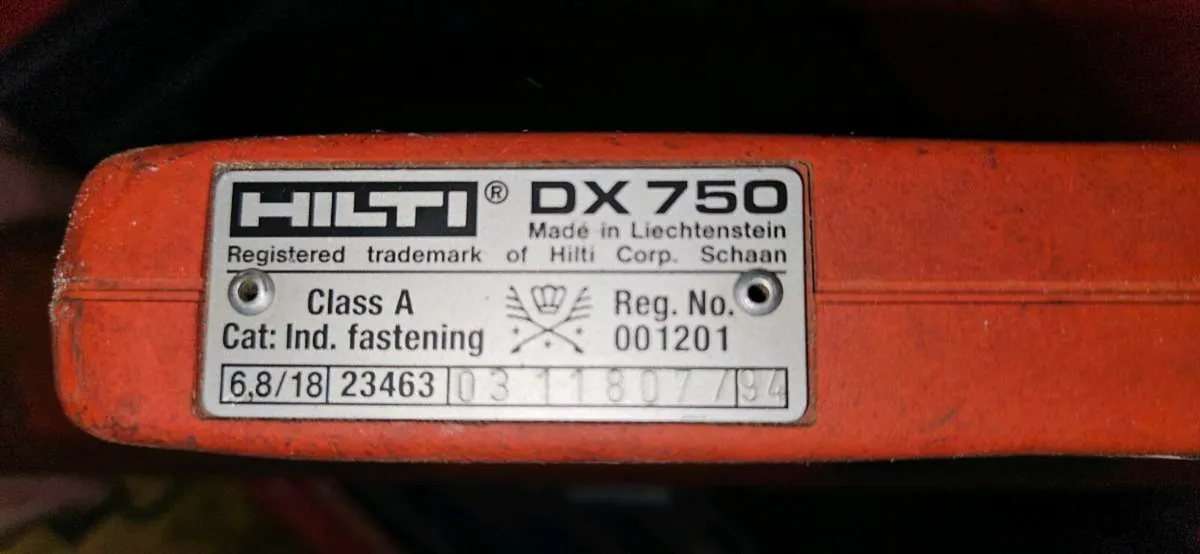 HILTI® DX 750
Made in Liechtenstein
Registered trademark of Hilti Corp. Schaan
Class A Reg. No.
Cat: Ind. fastening 001201
6,8/18 23463 03 11807 / 94